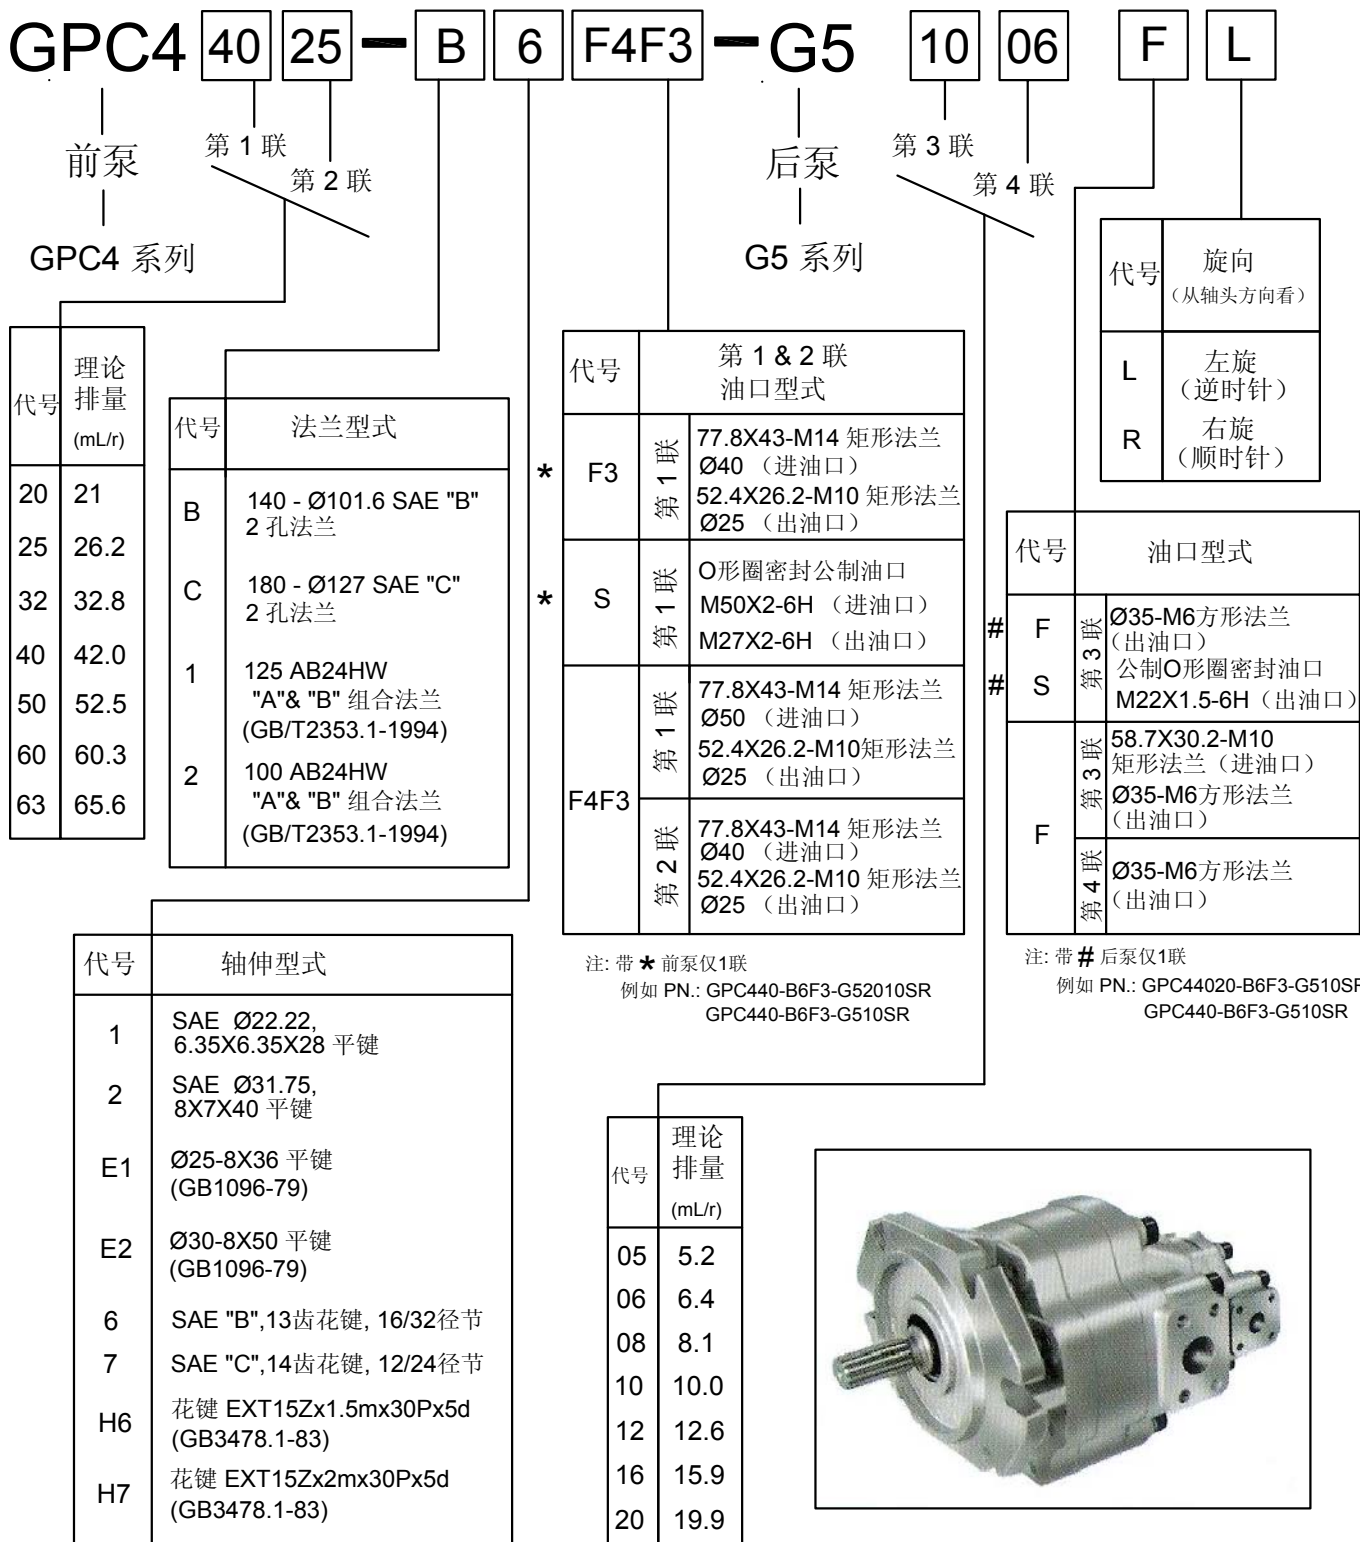 GPC4 40 25 - B 6 F4F3 - G5 10 06 F L
前泵
第 1 联
第 2 联
GPC4 系列
后泵
第 3 联
第 4 联
G5 系列
代号 旋向
（从轴头方向看）
L 左旋
（逆时针）
R 右旋
（顺时针）
代号 理论
排量
(mL/r)
20 21
25 26.2
32 32.8
40 42.0
50 52.5
60 60.3
63 65.6
代号 法兰型式
B 140 - Ø101.6 SAE "B"
2 孔法兰
C 180 - Ø127 SAE "C"
2 孔法兰
1 125 AB24HW
"A"& "B" 组合法兰
(GB/T2353.1-1994)
2 100 AB24HW
"A"& "B" 组合法兰
(GB/T2353.1-1994)
代号 第 1 & 2 联
油口型式
* F3 第 1 联 77.8X43-M14 矩形法兰
Ø40 （进油口）
52.4X26.2-M10 矩形法兰
Ø25 （出油口）
* S 第 1 联 O形圈密封公制油口
M50X2-6H （进油口）
M27X2-6H （出油口）
F4F3 第 1 联 77.8X43-M14 矩形法兰
Ø50 （进油口）
52.4X26.2-M10矩形法兰
Ø25 （出油口）
第 2 联 77.8X43-M14 矩形法兰
Ø40 （进油口）
52.4X26.2-M10 矩形法兰
Ø25 （出油口）
注: 带 * 前泵仅1联
例如 PN.: GPC440-B6F3-G52010SR
GPC440-B6F3-G510SR
代号 油口型式
# F 第 3 联 Ø35-M6方形法兰
（出油口）
# S 公制O形圈密封油口
M22X1.5-6H（出油口）
F 第 3 联 58.7X30.2-M10
矩形法兰（进油口）
Ø35-M6方形法兰
（出油口）
第 4 联 Ø35-M6方形法兰
（出油口）
注: 带 # 后泵仅1联
例如 PN.: GPC44020-B6F3-G510SR
GPC440-B6F3-G510SR
代号 轴伸型式
1 SAE Ø22.22,
6.35X6.35X28 平键
2 SAE Ø31.75,
8X7X40 平键
E1 Ø25-8X36 平键
(GB1096-79)
E2 Ø30-8X50 平键
(GB1096-79)
6 SAE "B",13齿花键, 16/32径节
7 SAE "C",14齿花键, 12/24径节
H6 花键 EXT15Zx1.5mx30Px5d
(GB3478.1-83)
H7 花键 EXT15Zx2mx30Px5d
(GB3478.1-83)
代号 理论
排量
(mL/r)
05 5.2
06 6.4
08 8.1
10 10.0
12 12.6
16 15.9
20 19.9